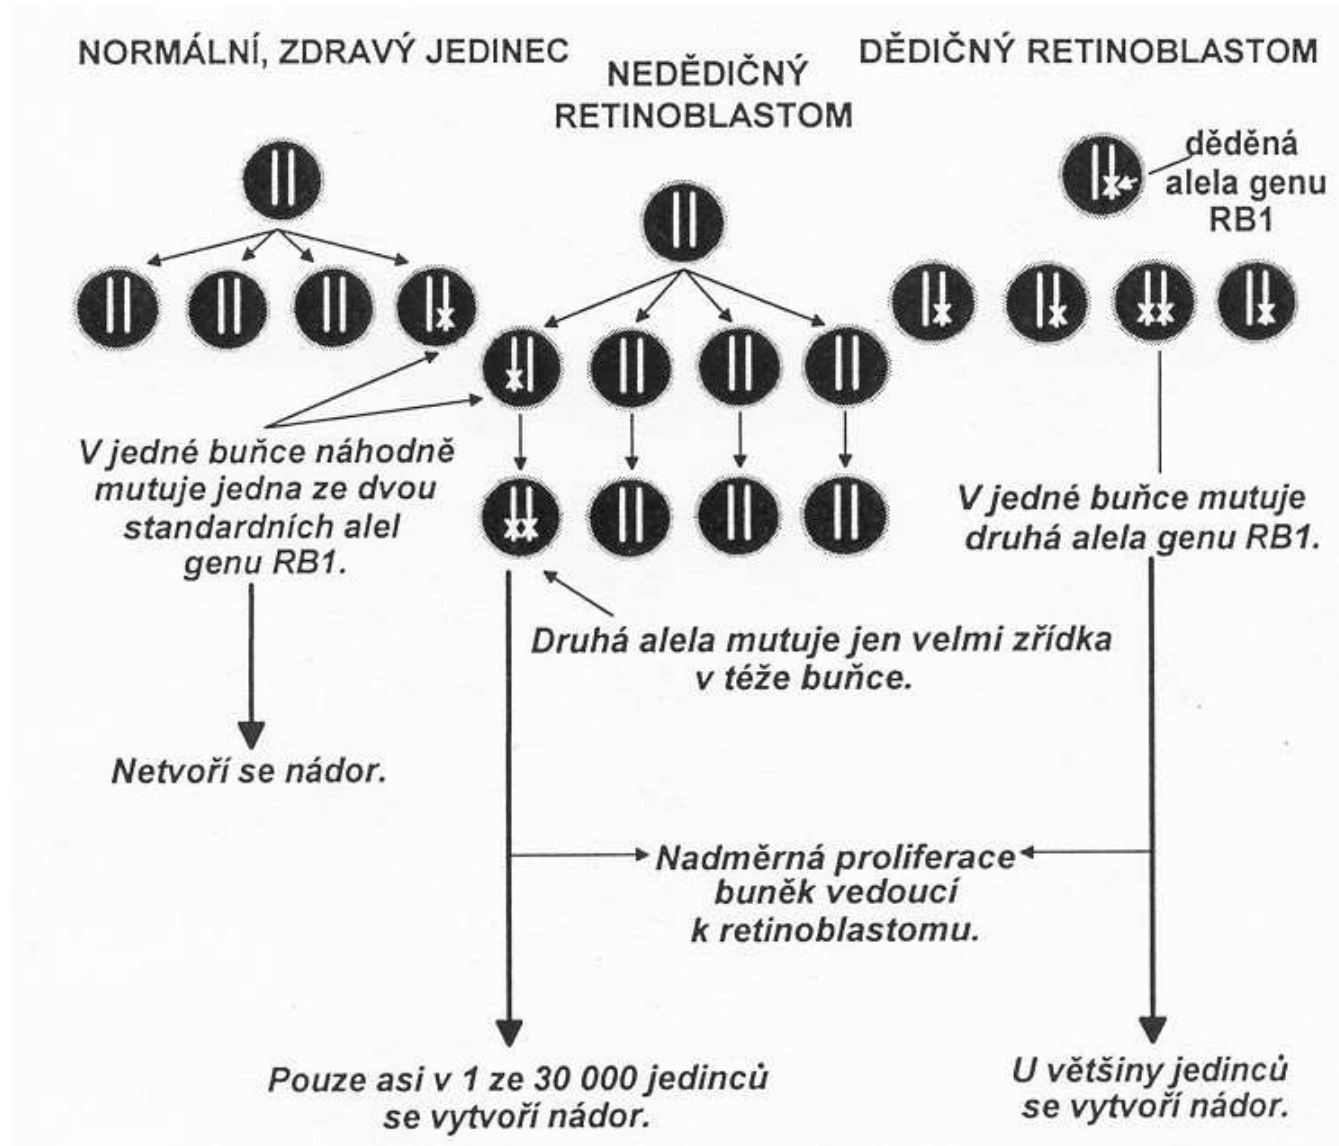 NORMÁLNÍ, ZDRAVÝ JEDINEC
NEDĚDIČNÝ
RETINOBLASTOM
DĚDIČNÝ RETINOBLASTOM
děděná
alela genu
RB1
V jedné buňce náhodně
mutuje jedna ze dvou
standardních alel
genu RB1.
V jedné buňce mutuje
druhá alela genu RB1.
Druhá alela mutuje jen velmi zřídka
v téže buňce.
Netvoří se nádor.
Nadměrná proliferace
buněk vedoucí
k retinoblastomu.
Pouze asi v 1 ze 30 000 jedinců
se vytvoří nádor.
U většiny jedinců
se vytvoří nádor.